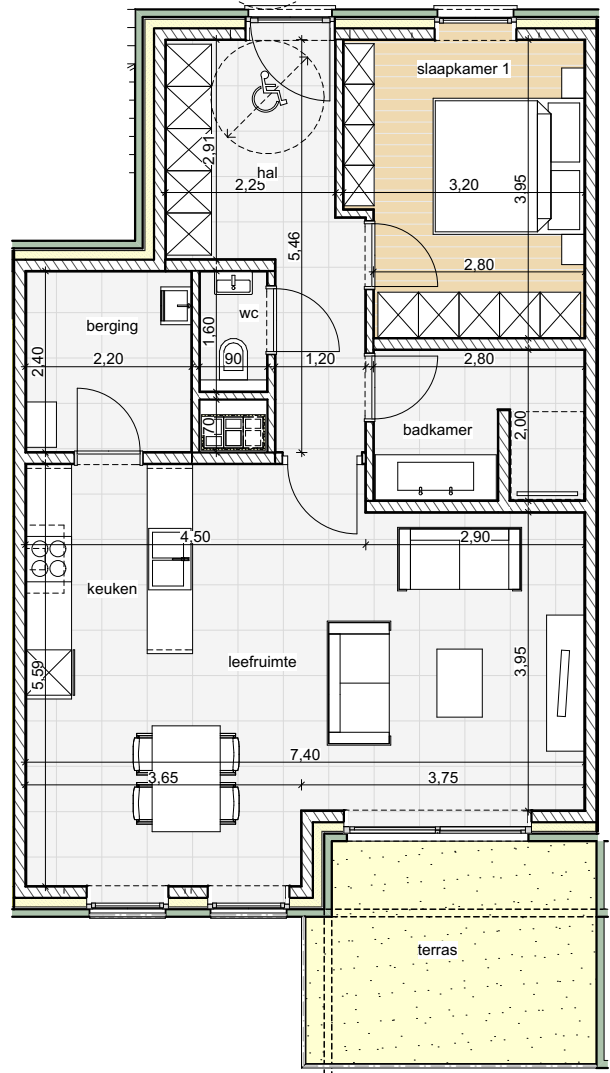 slaapkamer 1
2,91
hal
2,25
3,20
3,95
5,46
2,80
berging
wc
1,60
2,40
2,20
90
1,20
2,80
70
badkamer
2,00
4,50
2,90
keuken
leefruimte
5,59
3,95
7,40
3,65
3,75
terras